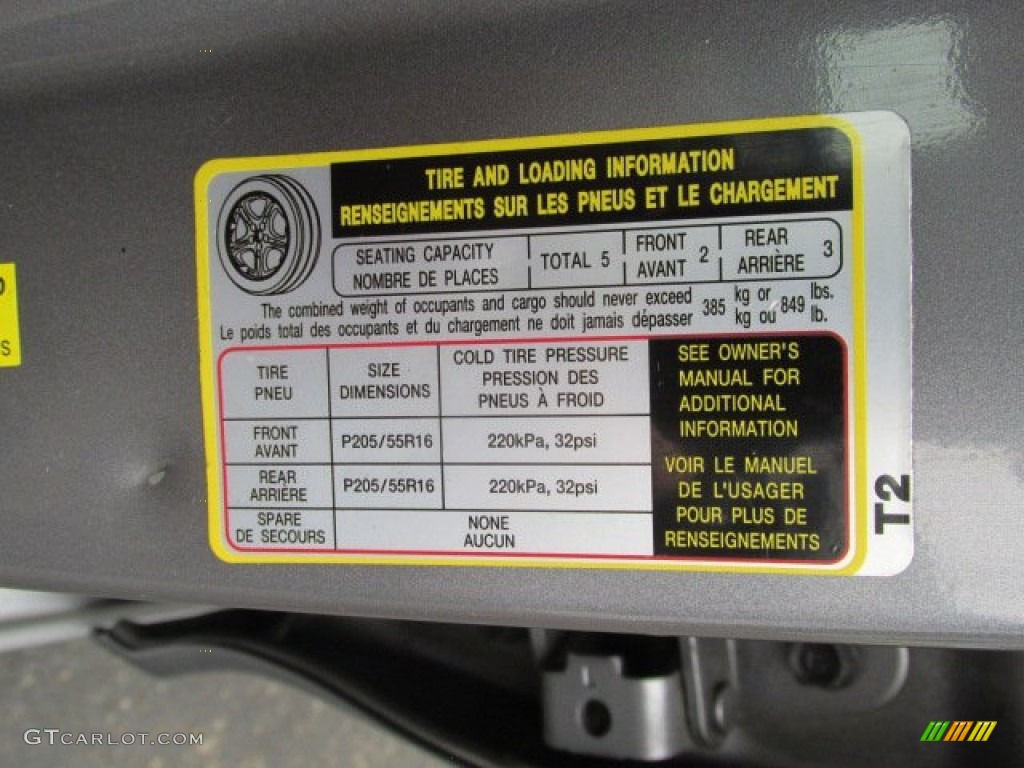 TIRE AND LOADING INFORMATION
RENSEIGNEMENTS SUR LES PNEUS ET LE CHARGEMENT
SEATING CAPACITY
NOMBRE DE PLACES
TOTAL 5
FRONT
AVANT
2
REAR
ARRIÈRE
3
The combined weight of occupants and cargo should never exceed 385 kg or 849 lbs.
Le poids total des occupants et du chargement ne doit jamais dépasser kg ou lb.
TIRE
PNEU
SIZE
DIMENSIONS
COLD TIRE PRESSURE
PRESSION DES
PNEUS À FROID
FRONT
AVANT
P205/55R16
220kPa, 32psi
REAR
ARRIÈRE
P205/55R16
220kPa, 32psi
SPARE
DE SECOURS
NONE
AUCUN
SEE OWNER'S
MANUAL FOR
ADDITIONAL
INFORMATION
VOIR LE MANUEL
DE L'USAGER
POUR PLUS DE
RENSEIGNEMENTS
T2
GTCARLOT.COM